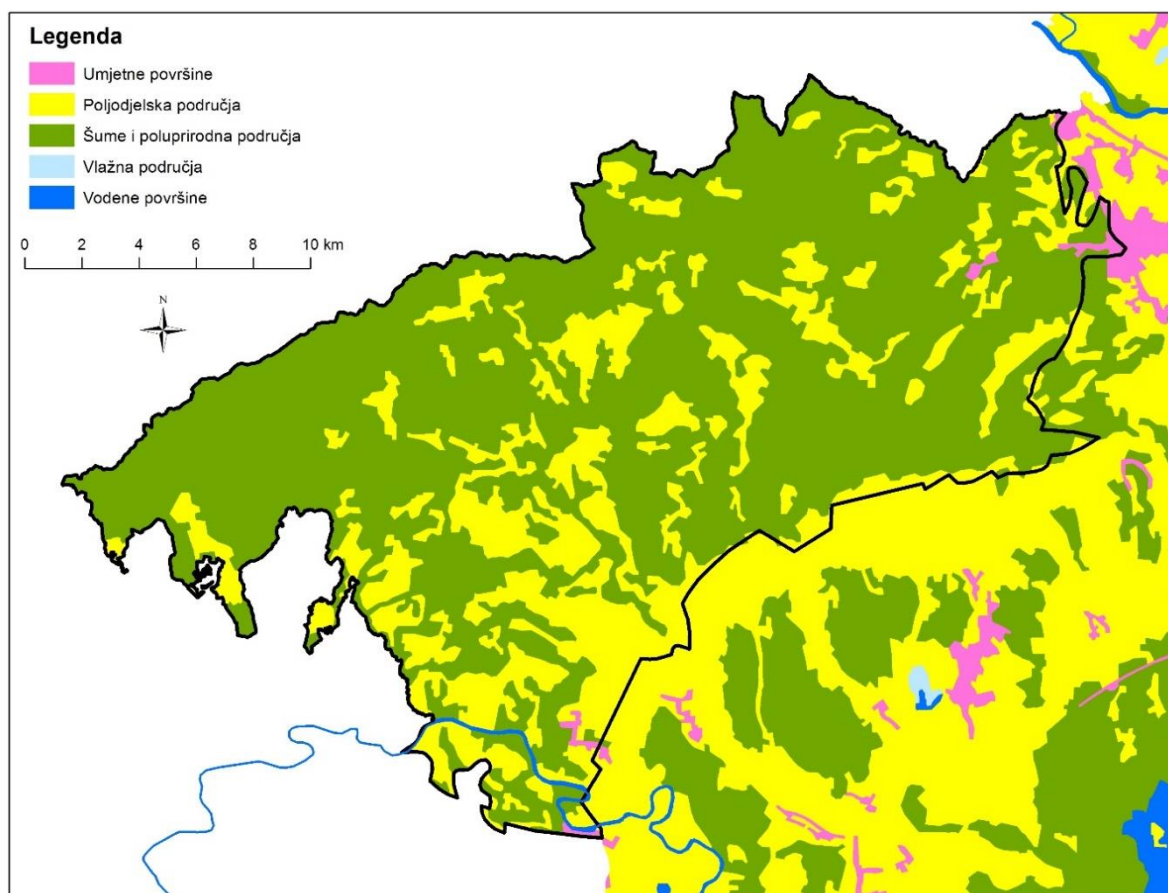 Legenda
Umjetne površine
Poljodjelska područja
Šume i poluprirodna područja
Vlažna područja
Vodene površine
0 2 4 6 8 10 km
N